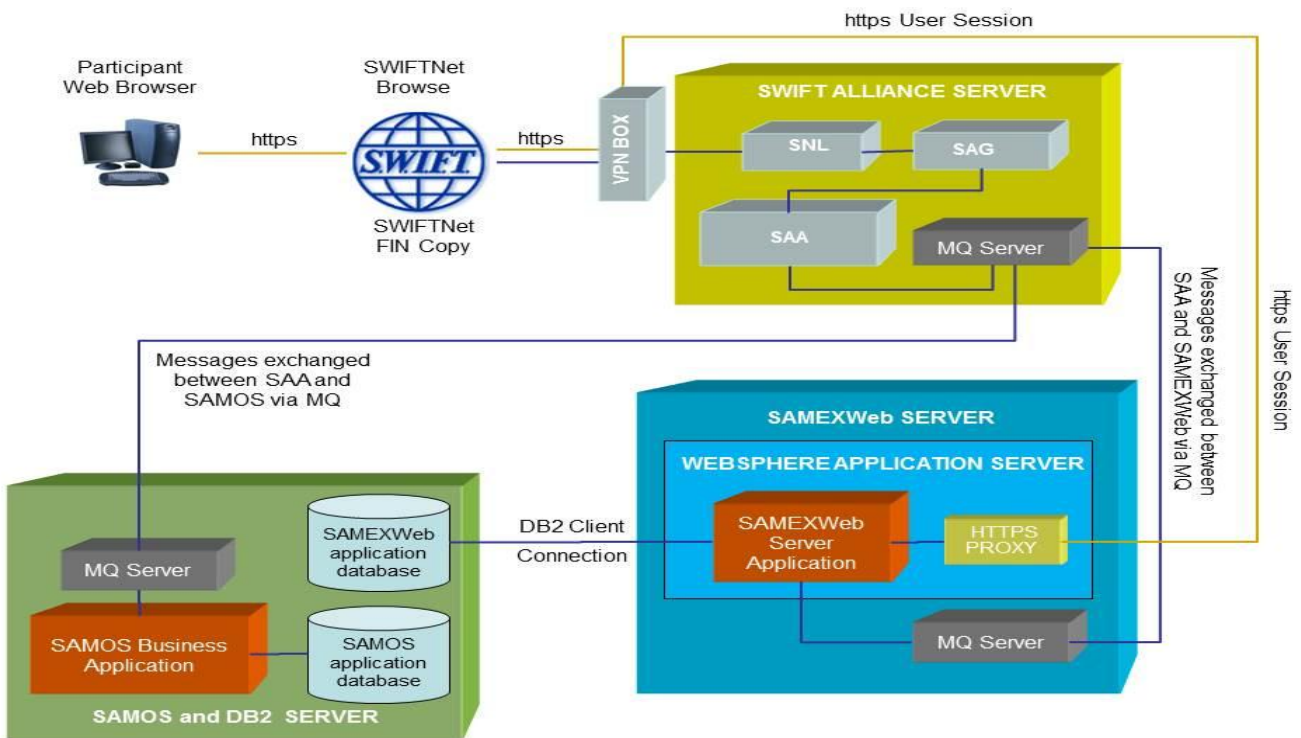 https User Session
Participant
Web Browser
SWIFTNet
Browse
https
https
S.W.I.F.T.
SWIFTNet
FIN Copy
VPN BOX
SWIFT ALLIANCE SERVER
SNL
SAG
SAA
MQ Server
Messages exchanged between
SAA and SAMEXWeb via MQ
https User Session
Messages exchanged
between SAA and
SAMOS via MQ
SAMEXWeb SERVER
WEBSPHERE APPLICATION SERVER
SAMEXWeb
Server
Application
HTTPS
PROXY
MQ Server
DB2 Client
Connection
SAMEXWeb
application
database
MQ Server
SAMOS Business
Application
SAMOS
application
database
SAMOS and DB2 SERVER